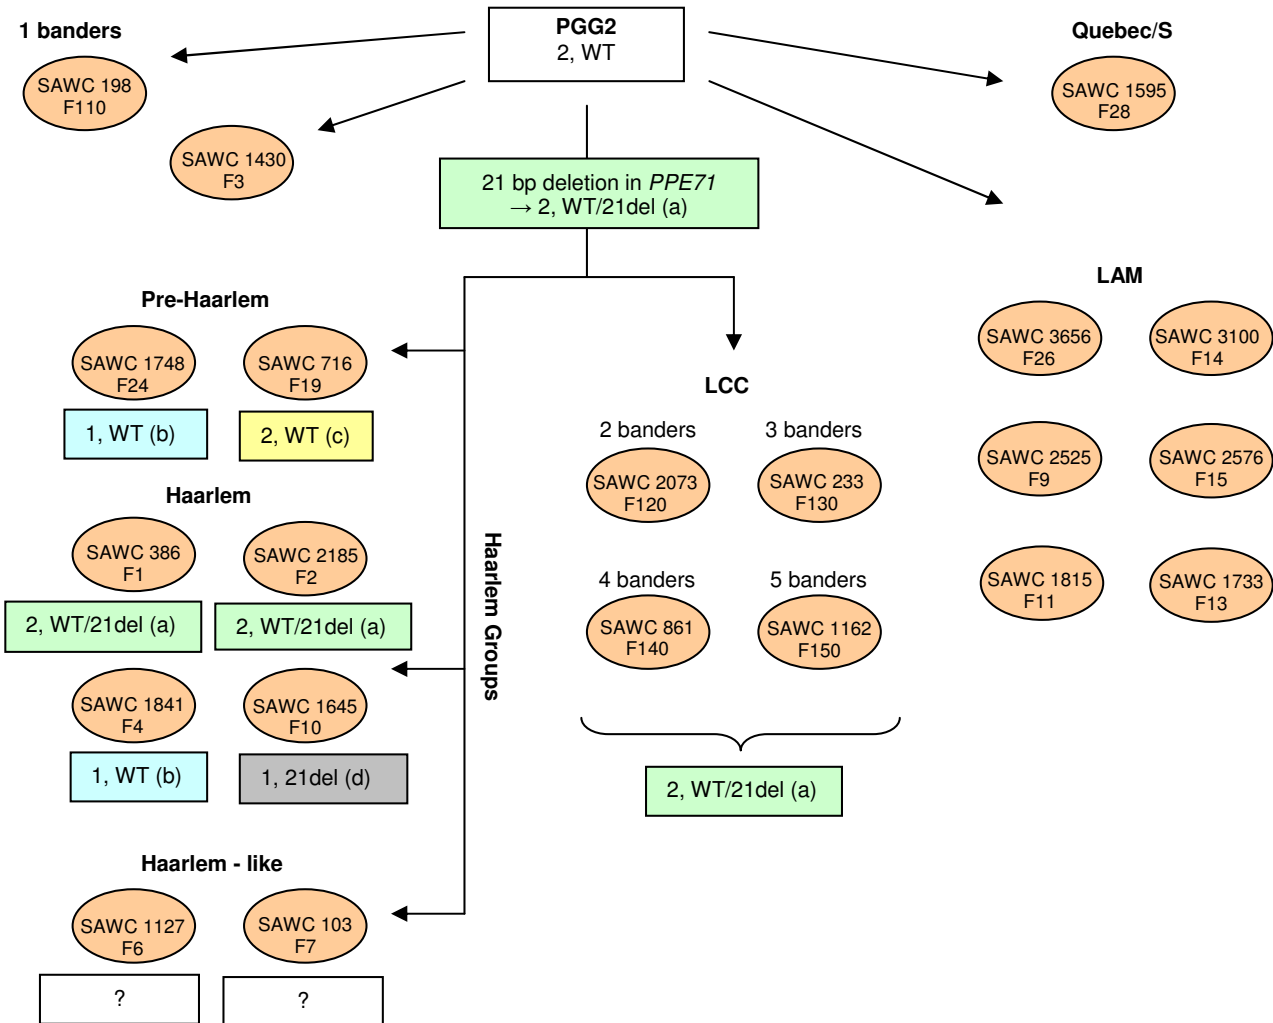 1 banders
SAWC 198
F110
SAWC 1430
F3
PGG2
2, WT
Quebec/S
SAWC 1595
F28
21 bp deletion in PPE71
→ 2, WT/21del (a)
Pre-Haarlem
SAWC 1748
F24
SAWC 716
F19
1, WT (b)
2, WT (c)
Haarlem
SAWC 386
F1
SAWC 2185
F2
2, WT/21del (a)
2, WT/21del (a)
SAWC 1841
F4
SAWC 1645
F10
1, WT (b)
1, 21del (d)
Haarlem - like
SAWC 1127
F6
SAWC 103
F7
?
?
Haarlem Groups
LCC
2 banders
3 banders
SAWC 2073
F120
SAWC 233
F130
4 banders
5 banders
SAWC 861
F140
SAWC 1162
F150
2, WT/21del (a)
LAM
SAWC 3656
F26
SAWC 3100
F14
SAWC 2525
F9
SAWC 2576
F15
SAWC 1815
F11
SAWC 1733
F13